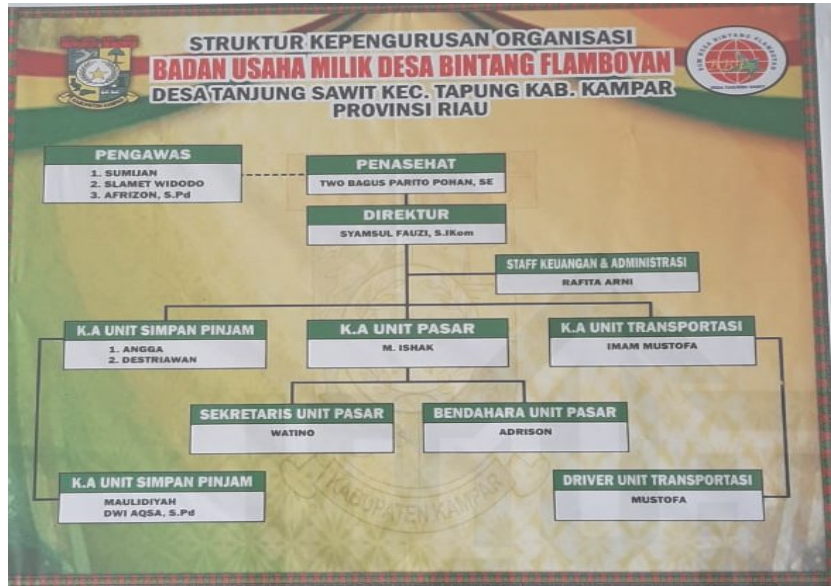 STRUKTUR KEPENGURUSAN ORGANISASI
BADAN USAHA MILIK DESA BINTANG FLAMBOYAN
DESA TANJUNG SAWIT KEC. TAPUNG KAB. KAMPAR
PROVINSI RIAU
PENGAWAS
1. SUMIJAN
2. SLAMET WIDODO
3. AFRIZON, S.Pd
PENASEHAT
TWO BAGUS PARITO POHAN, SE
DIREKTUR
SYAMSUL FAUZI, S.IKom
STAFF KEUANGAN & ADMINISTRASI
RAFITA ARNI
K.A UNIT SIMPAN PINJAM
1. ANGGA
2. DESTRIAWAN
K.A UNIT PASAR
M. ISHAK
K.A UNIT TRANSPORTASI
IMAM MUSTOFA
SEKRETARIS UNIT PASAR
WATINO
BENDAHARA UNIT PASAR
ADRISON
K.A UNIT SIMPAN PINJAM
MAULIDIYAH
DWI AQSA, S.Pd
DRIVER UNIT TRANSPORTASI
MUSTOFA
KABUPATEN KAMPAR